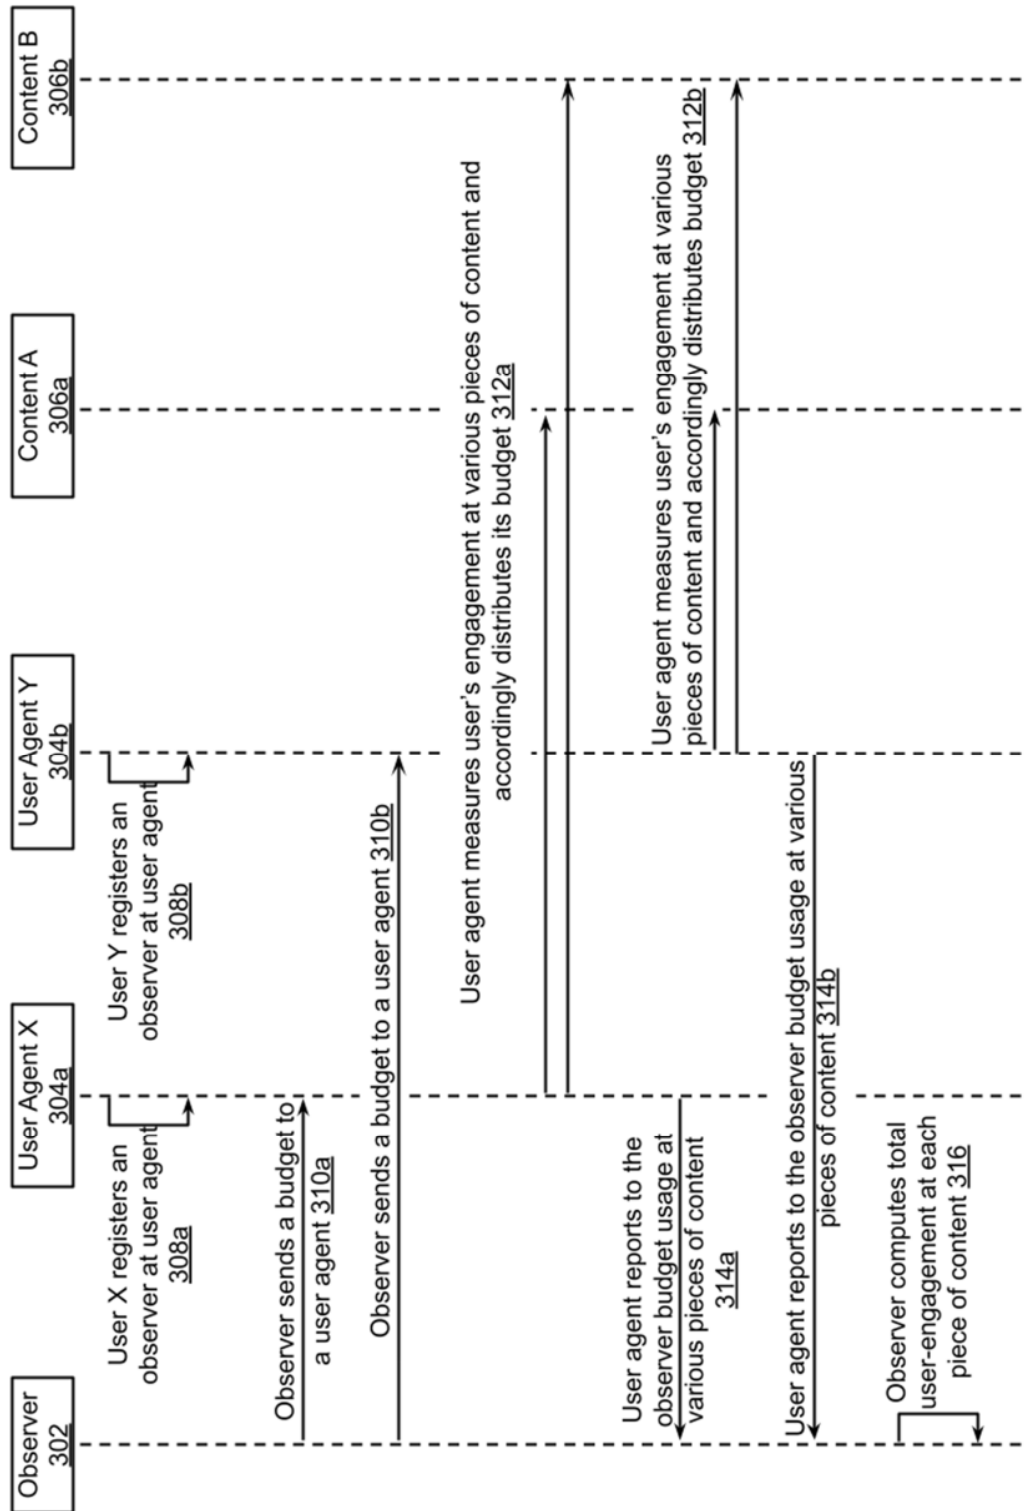 Observer
302
User Agent X
304a
User Agent Y
304b
Content A
306a
Content B
306b
User X registers an
observer at user agent
308a
User Y registers an
observer at user agent
308b
Observer sends a budget to
a user agent 310a
Observer sends a budget to a user agent 310b
User agent measures user's engagement at various pieces of content and
accordingly distributes its budget 312a
User agent reports to the
observer budget usage at
various pieces of content
314a
User agent measures user's engagement at various
pieces of content and accordingly distributes budget 312b
User agent reports to the observer budget usage at various
pieces of content 314b
Observer computes total
user-engagement at each
piece of content 316